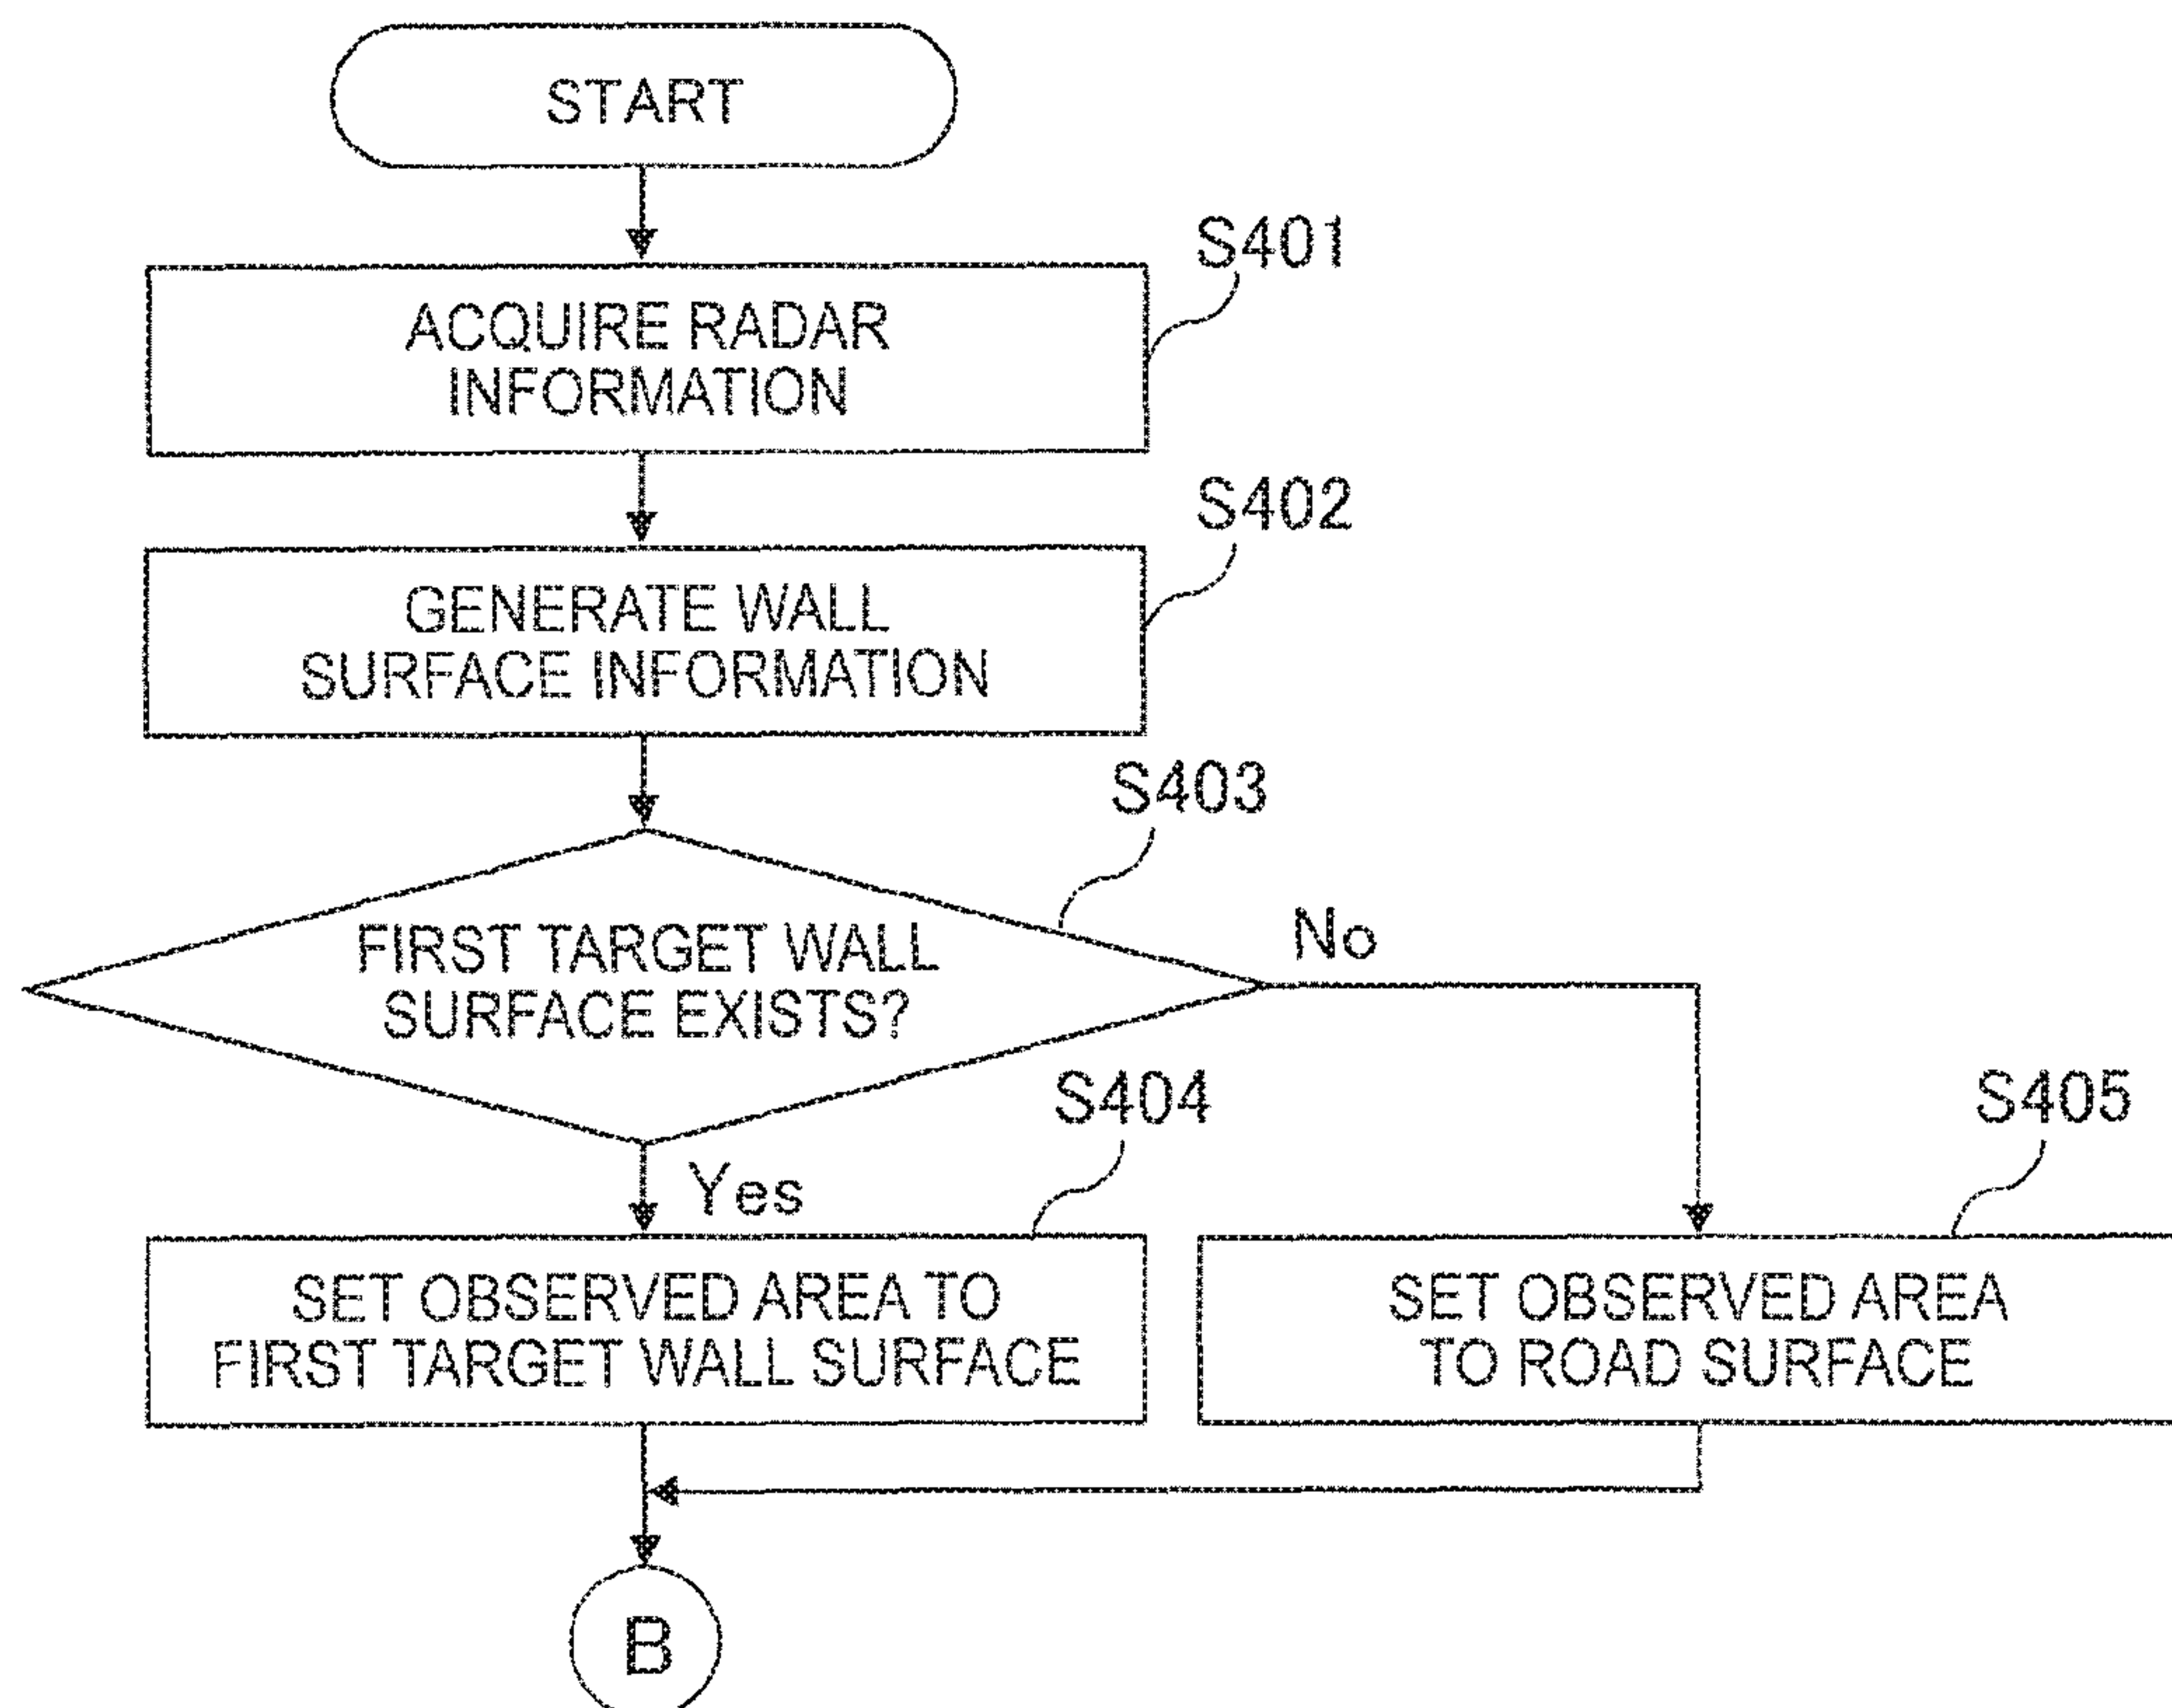 START
S401
ACQUIRE RADAR
INFORMATION
S402
GENERATE WALL
SURFACE INFORMATION
S403
FIRST TARGET WALL
SURFACE EXISTS?
No
Yes
S404
SET OBSERVED AREA TO
FIRST TARGET WALL SURFACE
S405
SET OBSERVED AREA
TO ROAD SURFACE
B